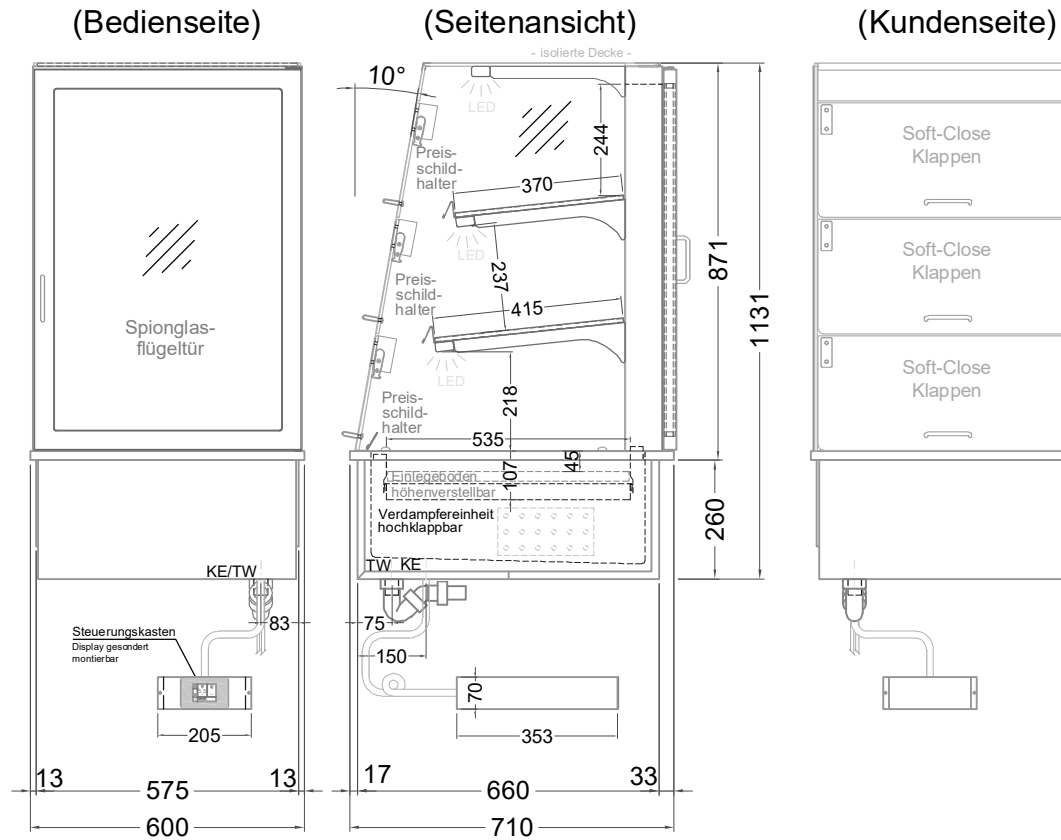 (Bedienseite)
(Seitenansicht)
(Kundenseite)
- isolierte Decke -
10°
LED
Preis-
schild-
halter
244
370
LED
237
Preis-
schild-
halter
415
LED
218
Preis-
schild-
halter
535
45
107
Einlegeboden
höhenverstellbar
Verdampfereinheit
hochklappbar
TW KE
871
1131
260
Spionglas-
flügeltür
Soft-Close
Klappen
Soft-Close
Klappen
Soft-Close
Klappen
KE/TW
83
Steuerungskasten
Display gesondert
montierbar
205
75
150
70
353
13
575
13
600
17
660
33
710